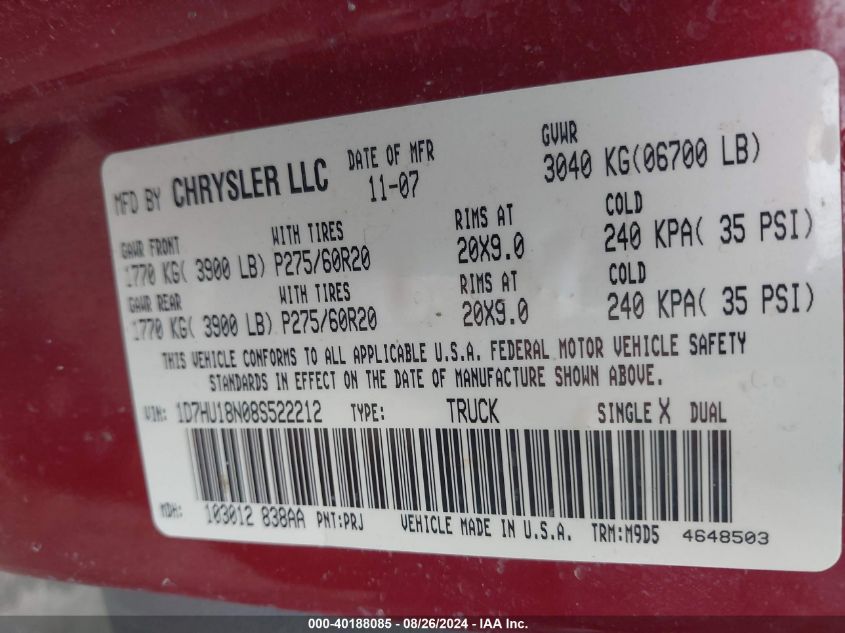 MFD BY CHRYSLER LLC DATE OF MFR GVWR
11-07 3040 KG(06700 LB)
GAWR FRONT WITH TIRES RIMS AT COLD
1770 KG( 3900 LB) P275/60R20 20X9.0 240 KPA( 35 PSI)
GAWR REAR WITH TIRES RIMS AT COLD
1770 KG( 3900 LB) P275/60R20 20X9.0 240 KPA( 35 PSI)
THIS VEHICLE CONFORMS TO ALL APPLICABLE U.S.A. FEDERAL MOTOR VEHICLE SAFETY
STANDARDS IN EFFECT ON THE DATE OF MANUFACTURE SHOWN ABOVE.
VIN: 1D7HU18N08S522212 TYPE: TRUCK SINGLE X DUAL
MDH: 103012 838AA PNT:PRJ VEHICLE MADE IN U.S.A. TRM:M9D5 4648503
000-40188085 - 08/26/2024 - IAA Inc.